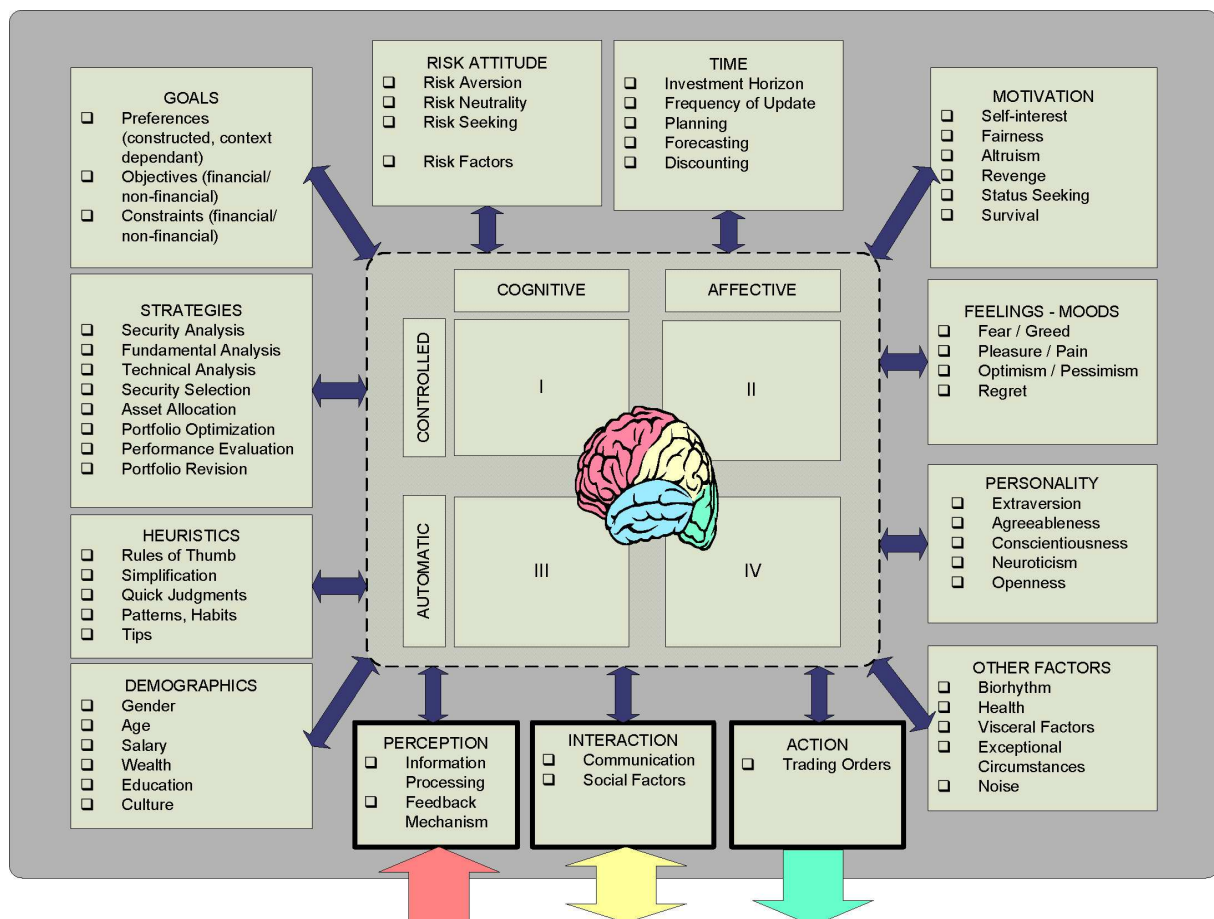 GOALS
❑ Preferences
(constructed, context
dependant)
❑ Objectives (financial/
non-financial)
❑ Constraints (financial/
non-financial)
RISK ATTITUDE
❑ Risk Aversion
❑ Risk Neutrality
❑ Risk Seeking
❑ Risk Factors
TIME
❑ Investment Horizon
❑ Frequency of Update
❑ Planning
❑ Forecasting
❑ Discounting
MOTIVATION
❑ Self-interest
❑ Fairness
❑ Altruism
❑ Revenge
❑ Status Seeking
❑ Survival
STRATEGIES
❑ Security Analysis
❑ Fundamental Analysis
❑ Technical Analysis
❑ Security Selection
❑ Asset Allocation
❑ Portfolio Optimization
❑ Performance Evaluation
❑ Portfolio Revision
COGNITIVE
AFFECTIVE
CONTROLLED
I
II
AUTOMATIC
III
IV
FEELINGS - MOODS
❑ Fear / Greed
❑ Pleasure / Pain
❑ Optimism / Pessimism
❑ Regret
HEURISTICS
❑ Rules of Thumb
❑ Simplification
❑ Quick Judgments
❑ Patterns, Habits
❑ Tips
PERSONALITY
❑ Extraversion
❑ Agreeableness
❑ Conscientiousness
❑ Neuroticism
❑ Openness
DEMOGRAPHICS
❑ Gender
❑ Age
❑ Salary
❑ Wealth
❑ Education
❑ Culture
PERCEPTION
❑ Information
Processing
❑ Feedback
Mechanism
INTERACTION
❑ Communication
❑ Social Factors
ACTION
❑ Trading Orders
OTHER FACTORS
❑ Biorhythm
❑ Health
❑ Visceral Factors
❑ Exceptional
Circumstances
❑ Noise